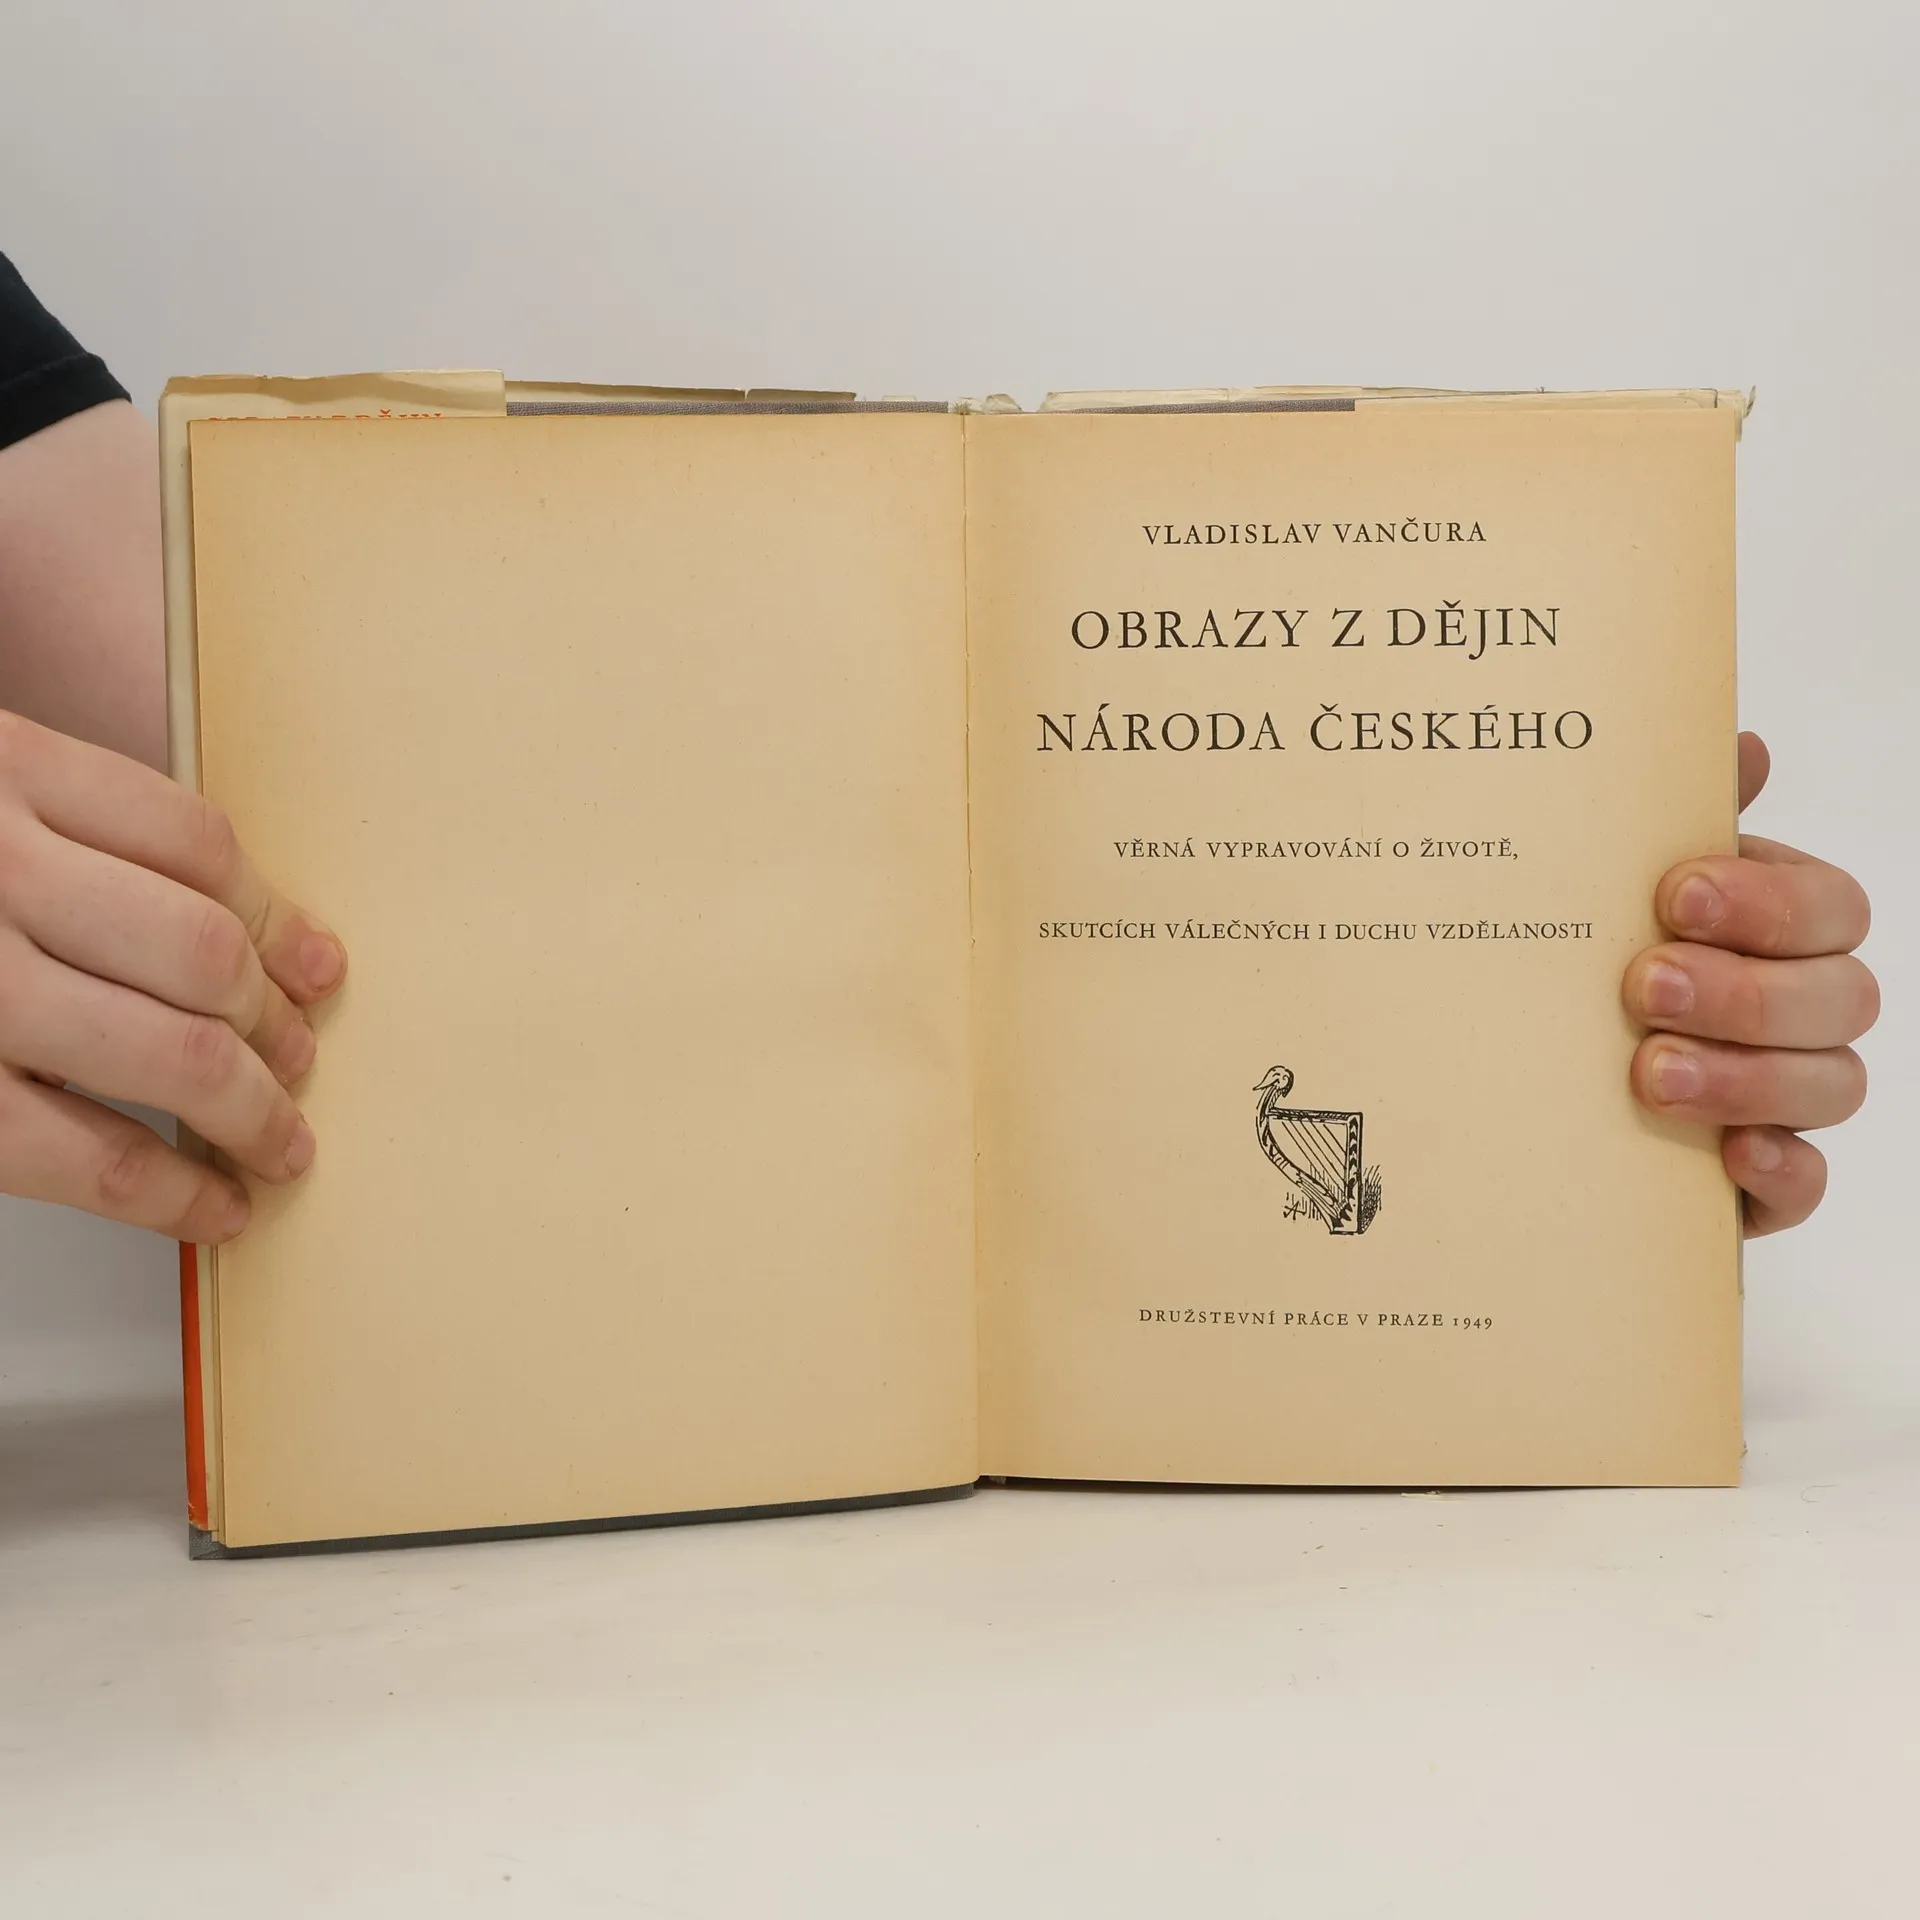 VLADISLAV VANČURA
OBRAZY Z DĚJIN
NÁRODA ČESKÉHO
VĚRNÁ VYPRAVOVÁNÍ O ŽIVOTĚ,
SKUTCÍCH VÁLEČNÝCH I DUCHU VZDĚLANOSTI
DRUŽSTEVNÍ PRÁCE V PRAZE 1949